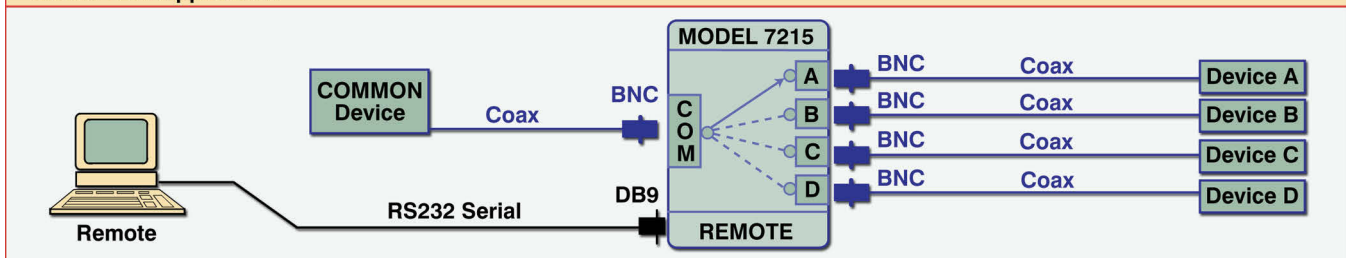 MODEL 7215
COMMON
Device
Coax
BNC
C
O
M
A
B
C
D
BNC
Coax
Device A
BNC
Coax
Device B
BNC
Coax
Device C
BNC
Coax
Device D
Remote
RS232 Serial
DB9
REMOTE